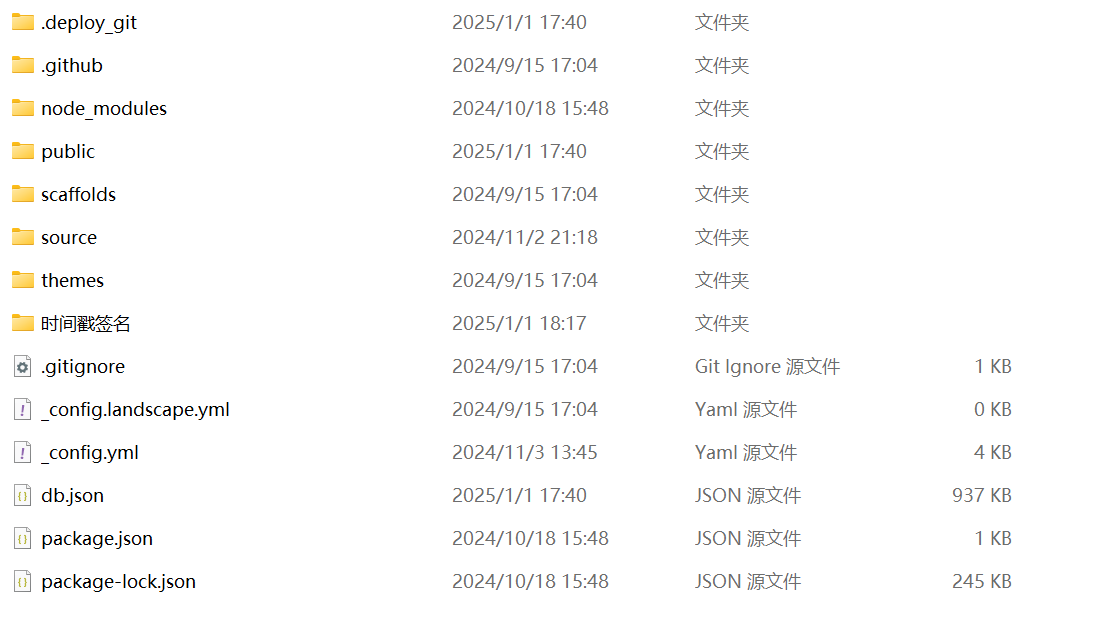 .deploy_git 2025/1/1 17:40 文件夹
.github 2024/9/15 17:04 文件夹
node_modules 2024/10/18 15:48 文件夹
public 2025/1/1 17:40 文件夹
scaffolds 2024/9/15 17:04 文件夹
source 2024/11/2 21:18 文件夹
themes 2024/9/15 17:04 文件夹
时间戳签名 2025/1/1 18:17 文件夹
.gitignore 2024/9/15 17:04 Git Ignore 源文件 1 KB
_config.landscape.yml 2024/9/15 17:04 Yaml 源文件 0 KB
_config.yml 2024/11/3 13:45 Yaml 源文件 4 KB
db.json 2025/1/1 17:40 JSON 源文件 937 KB
package.json 2024/10/18 15:48 JSON 源文件 1 KB
package-lock.json 2024/10/18 15:48 JSON 源文件 245 KB